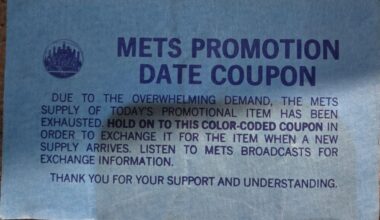 METS PROMOTION
DATE COUPON
DUE TO THE OVERWHELMING DEMAND, THE METS
SUPPLY OF TODAY'S PROMOTIONAL ITEM HAS BEEN
EXHAUSTED. HOLD ON TO THIS COLOR-CODED COUPON IN
ORDER TO EXCHANGE IT FOR THE ITEM WHEN A NEW
SUPPLY ARRIVES. LISTEN TO METS BROADCASTS FOR
EXCHANGE INFORMATION.
THANK YOU FOR YOUR SUPPORT AND UNDERSTANDING.